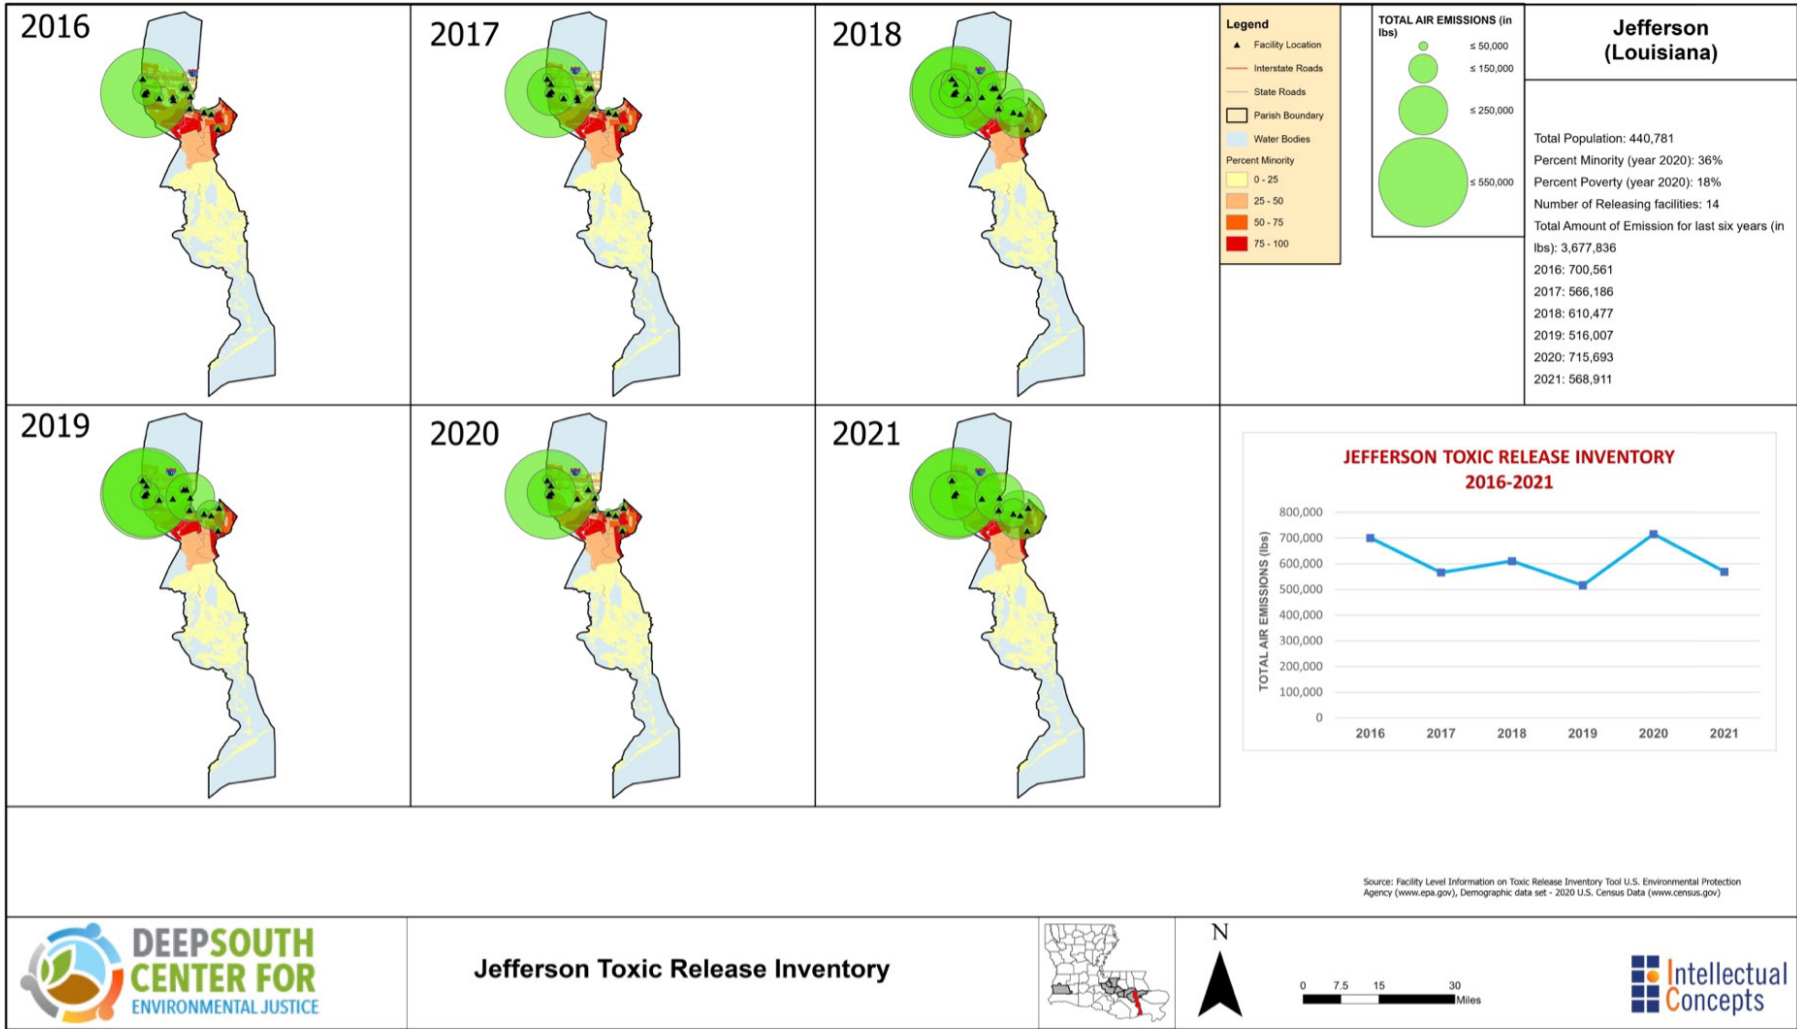 2016
2017
2018
Legend
Facility Location
Interstate Roads
State Roads
Parish Boundary
Water Bodies
Percent Minority
0 - 25
25 - 50
50 - 75
75 - 100
TOTAL AIR EMISSIONS (in
lbs)
≤ 50,000
≤ 150,000
≤ 250,000
≤ 550,000
Jefferson
(Louisiana)
Total Population: 440,781
Percent Minority (year 2020): 36%
Percent Poverty (year 2020): 18%
Number of Releasing facilities: 14
Total Amount of Emission for last six years (in
lbs): 3,677,836
2016: 700,561
2017: 566,186
2018: 610,477
2019: 516,007
2020: 715,693
2021: 568,911
2019
2020
2021
JEFFERSON TOXIC RELEASE INVENTORY
2016-2021
TOTAL AIR EMISSIONS (lbs)
800,000
700,000
600,000
500,000
400,000
300,000
200,000
100,000
0
2016 2017 2018 2019 2020 2021
Source: Facility Level Information on Toxic Release Inventory Tool U.S. Environmental Protection
Agency (www.epa.gov), Demographic data set - 2020 U.S. Census Data (www.census.gov)
DEEPSOUTH
CENTER FOR
ENVIRONMENTAL JUSTICE
Jefferson Toxic Release Inventory
N
0 7.5 15 30
Miles
Intellectual
Concepts